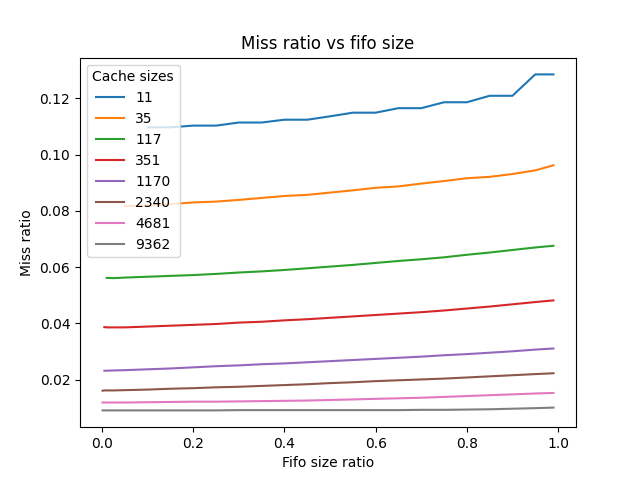 Miss ratio vs fifo size
Cache sizes
11
35
117
351
1170
2340
4681
9362
0.12
0.10
0.08
0.06
0.04
0.02
Miss ratio
0.0 0.2 0.4 0.6 0.8 1.0
Fifo size ratio